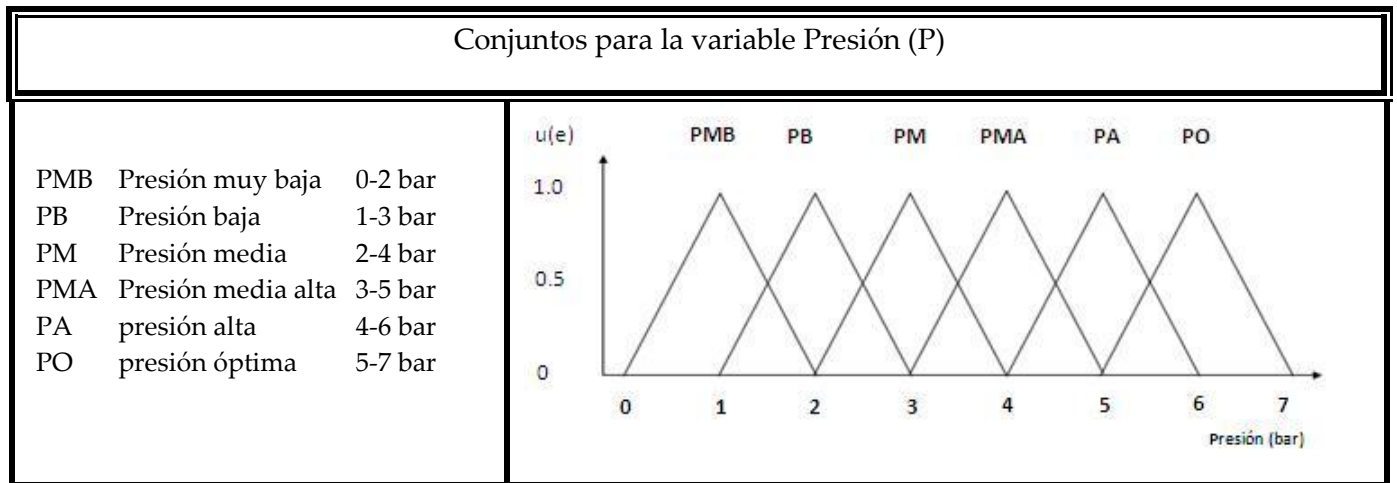 Conjuntos para la variable Presión (P)
PMB Presión muy baja 0-2 bar
PB Presión baja 1-3 bar
PM Presión media 2-4 bar
PMA Presión media alta 3-5 bar
PA presión alta 4-6 bar
PO presión óptima 5-7 bar
u(e) PMB PB PM PMA PA PO
1.0
0.5
0
0 1 2 3 4 5 6 7
Presión (bar)